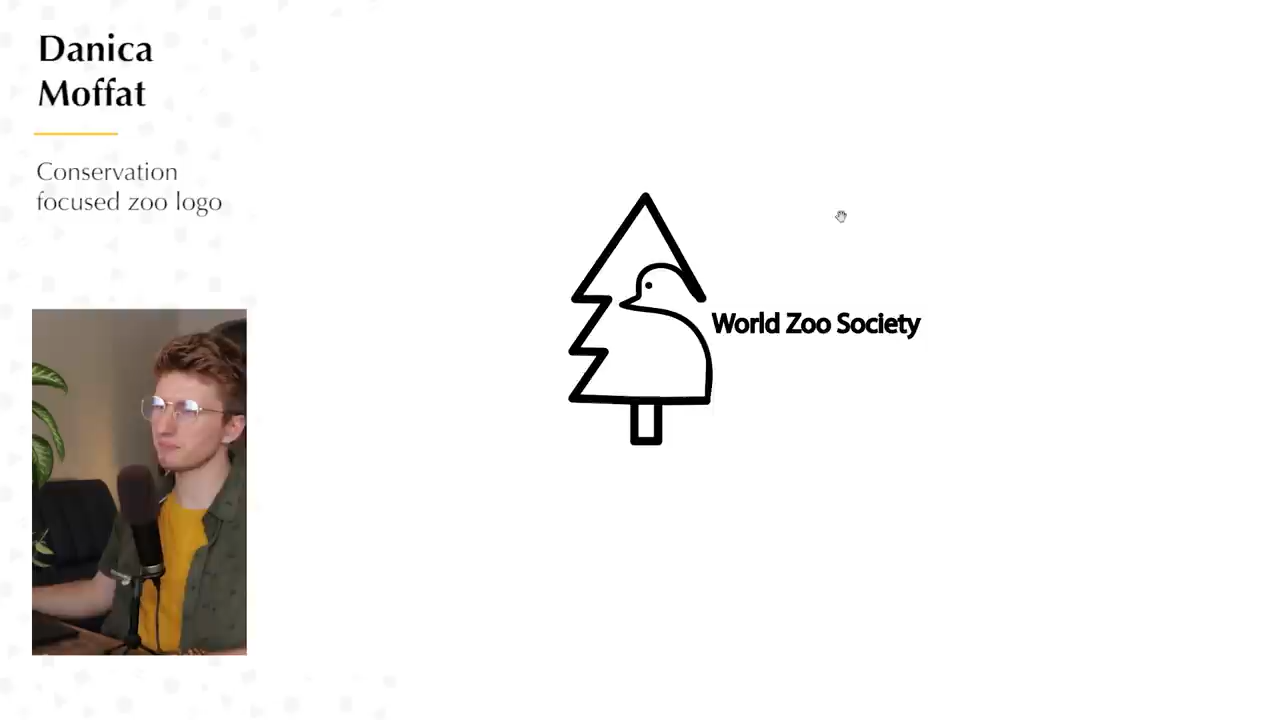 Danica
Moffat
Conservation
focused zoo logo
World Zoo Society